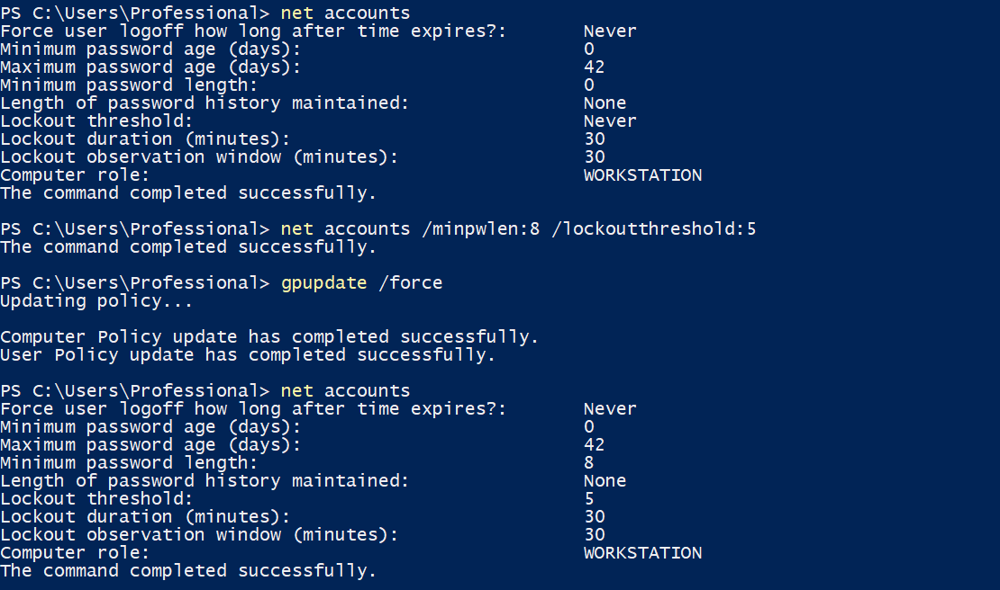 PS C:\Users\Professional> net accounts
Force user logoff how long after time expires?:       Never
Minimum password age (days):                          0
Maximum password age (days):                          42
Minimum password length:                              0
Length of password history maintained:                None
Lockout threshold:                                    Never
Lockout duration (minutes):                           30
Lockout observation window (minutes):                 30
Computer role:                                        WORKSTATION
The command completed successfully.

PS C:\Users\Professional> net accounts /minpwlen:8 /lockoutthreshold:5
The command completed successfully.

PS C:\Users\Professional> gpupdate /force
Updating policy...

Computer Policy update has completed successfully.
User Policy update has completed successfully.

PS C:\Users\Professional> net accounts
Force user logoff how long after time expires?:       Never
Minimum password age (days):                          0
Maximum password age (days):                          42
Minimum password length:                              8
Length of password history maintained:                None
Lockout threshold:                                    5
Lockout duration (minutes):                           30
Lockout observation window (minutes):                 30
Computer role:                                        WORKSTATION
The command completed successfully.